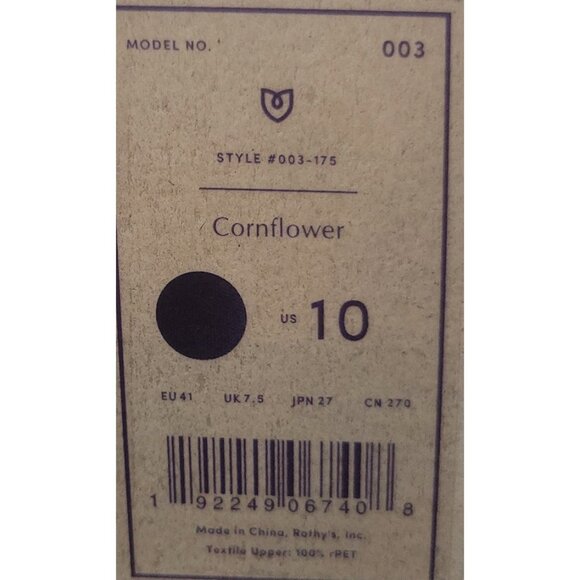 MODEL NO. 003
STYLE #003-175
Cornflower
US 10
EU 41 UK 7.5 JPN 27 CN 270
1 92249 06740 8
Made in China, Rothy's, Inc.
Textile Upper: 100% rPET